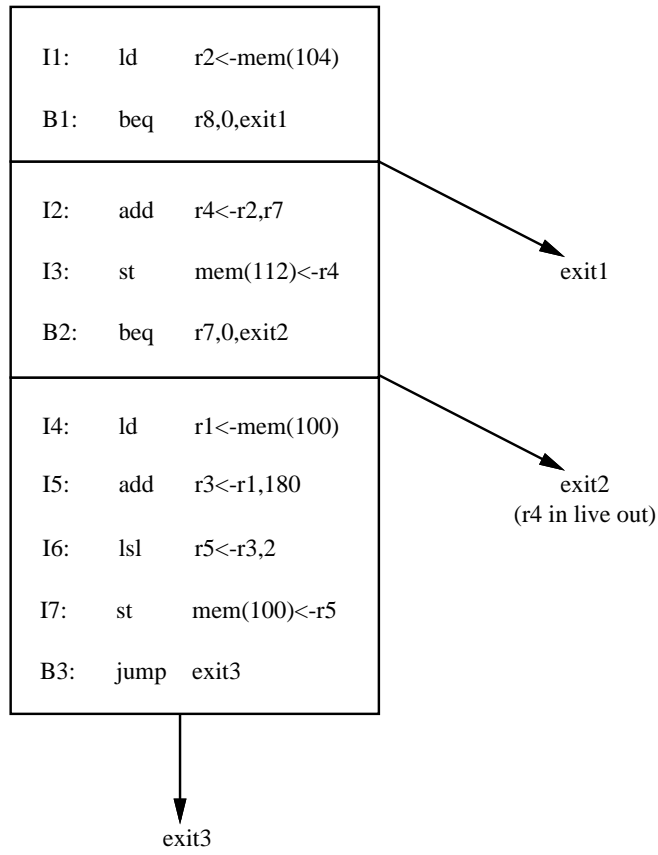 I1: ld r2<-mem(104)
B1: beq r8,0,exit1
I2: add r4<-r2,r7
I3: st mem(112)<-r4
exit1
B2: beq r7,0,exit2
I4: ld r1<-mem(100)
I5: add r3<-r1,180
exit2
(r4 in live out)
I6: lsl r5<-r3,2
I7: st mem(100)<-r5
B3: jump exit3
exit3